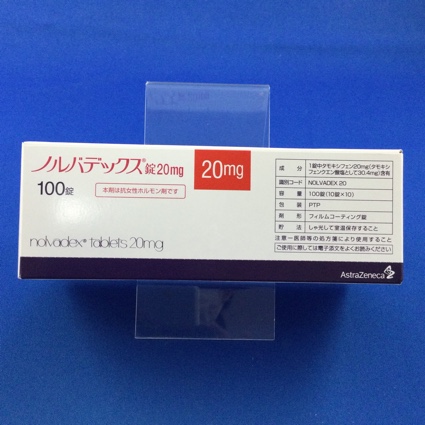 ノルバデックス®錠20mg
20mg
100錠
本剤は抗女性ホルモン剤です
nolvadex® tablets 20mg
成分 1錠中タモキシフェン20mg(タモキシ
フェンクエン酸塩として30.4mg)含有
識別コード NOLVADEX 20
容量 100錠(10錠×10)
包装 PTP
剤形 フィルムコーティング錠
貯法 しゃ光して室温保存すること
注意-医師等の処方箋により使用すること
ご使用に際しては電子添文をよくお読みください
AstraZeneca